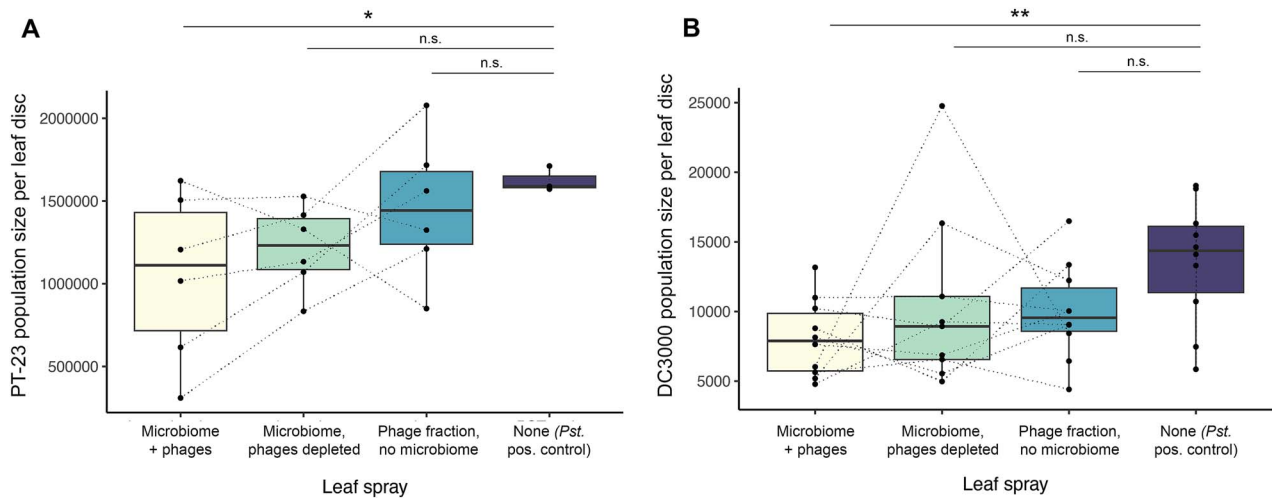 A
*
n.s.
n.s.
PT-23 population size per leaf disc
2000000
1500000
1000000
500000
Microbiome
+ phages
Microbiome,
phages depleted
Phage fraction,
no microbiome
None (Pst.
pos. control)
Leaf spray
B
**
n.s.
n.s.
DC3000 population size per leaf disc
25000
20000
15000
10000
5000
Microbiome
+ phages
Microbiome,
phages depleted
Phage fraction,
no microbiome
None (Pst.
pos. control)
Leaf spray